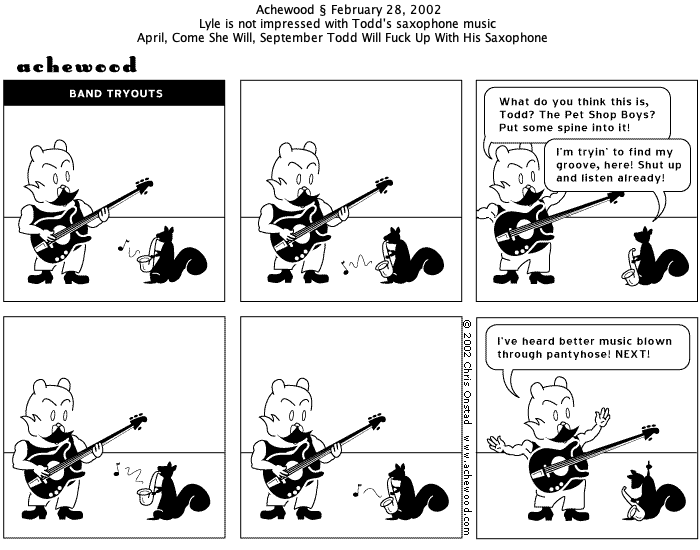 Achewood § February 28, 2002
Lyle is not impressed with Todd's saxophone music
April, Come She Will, September Todd Will Fuck Up With His Saxophone
achewood
BAND TRYOUTS
What do you think this is,
Todd? The Pet Shop Boys?
Put some spine into it!
I'm tryin' to find my
groove, here! Shut up
and listen already!
© 2002 Chris Onstad www.achewood.com
I've heard better music blown
through pantyhose! NEXT!